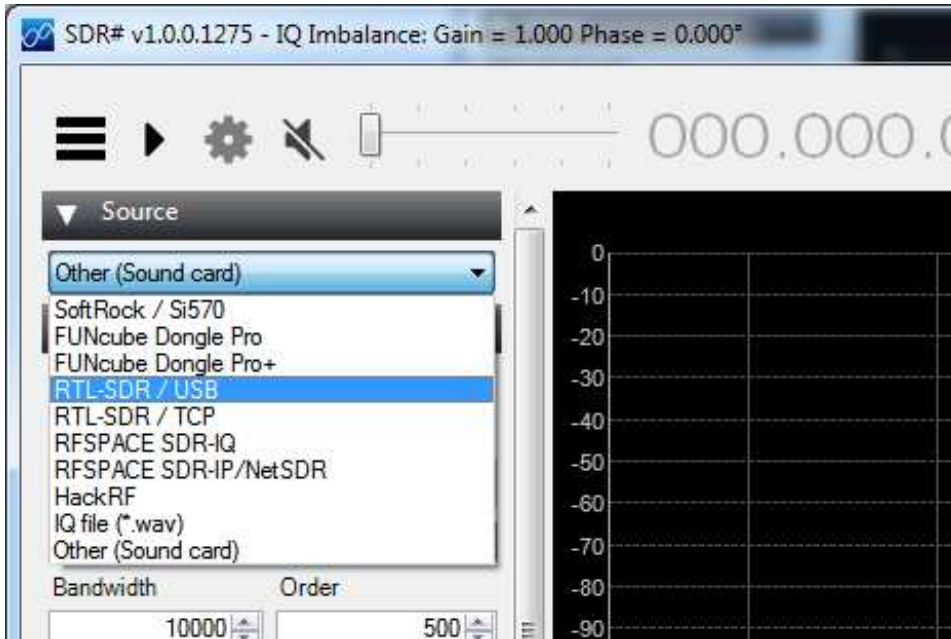 SDR# v1.0.0.1275 - IQ Imbalance: Gain = 1.000 Phase = 0.000°
000.000.0
Source
Other (Sound card)
SoftRock / Si570
FUNcube Dongle Pro
FUNcube Dongle Pro+
RTL-SDR / USB
RTL-SDR / TCP
RFSPACE SDR-IQ
RFSPACE SDR-IP/NetSDR
HackRF
IQ file (*.wav)
Other (Sound card)
Bandwidth Order
10000 500
0
-10
-20
-30
-40
-50
-60
-70
-80
-90